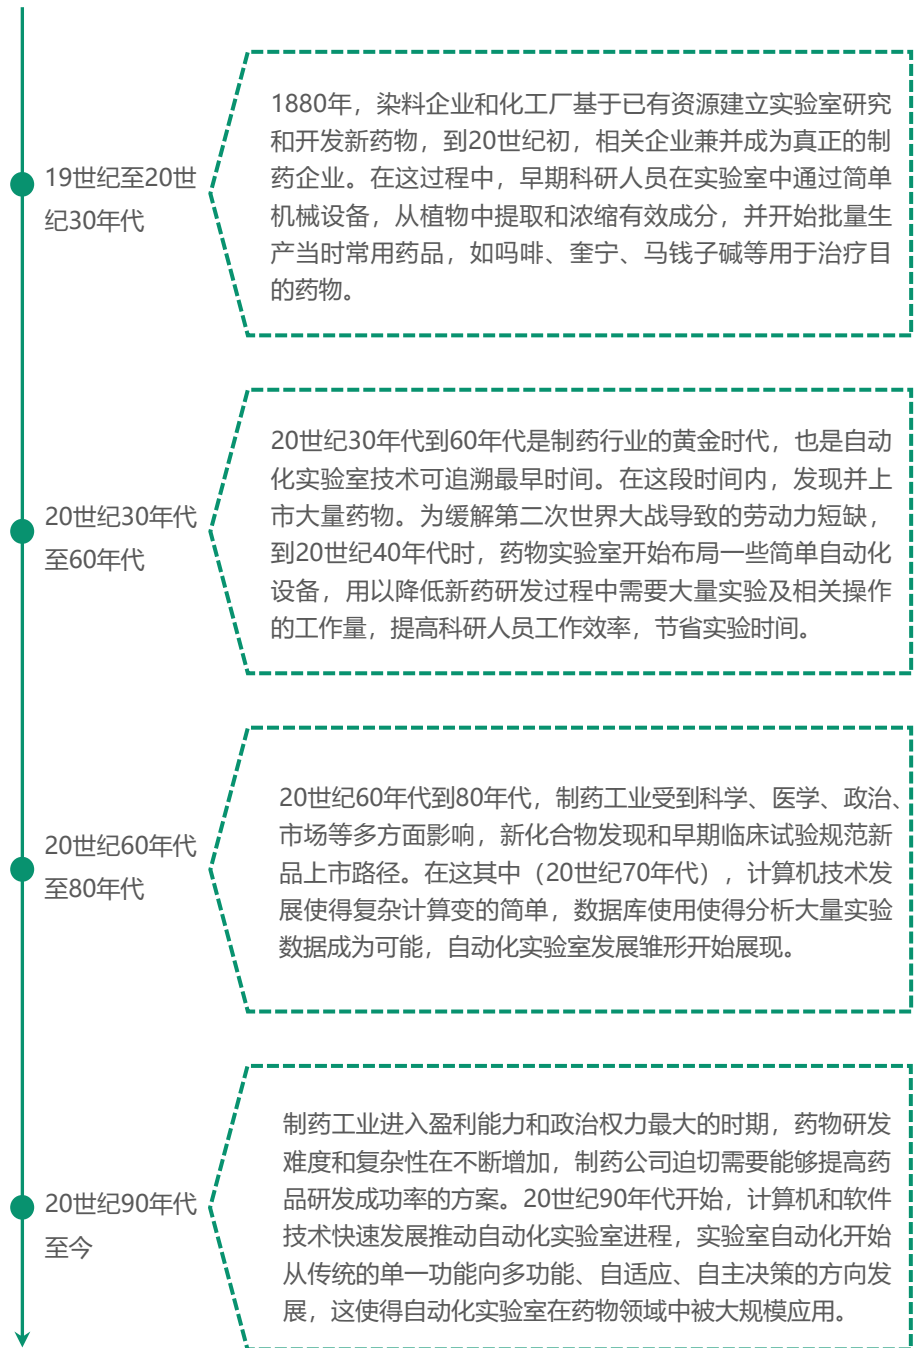 19世纪至20世
纪30年代
1880年，染料企业和化工厂基于已有资源建立实验室研究
和开发新药物，到20世纪初，相关企业兼并成为真正的制
药企业。在这过程中，早期科研人员在实验室中通过简单
机械设备，从植物中提取和浓缩有效成分，并开始批量生
产当时常用药品，如吗啡、奎宁、马钱子碱等用于治疗目
的药物。
20世纪30年代
至60年代
20世纪30年代到60年代是制药行业的黄金时代，也是自动
化实验室技术可追溯最早时间。在这段时间内，发现并上
市大量药物。为缓解第二次世界大战导致的劳动力短缺，
到20世纪40年代时，药物实验室开始布局一些简单自动化
设备，用以降低新药研发过程中需要大量实验及相关操作
的工作量，提高科研人员工作效率，节省实验时间。
20世纪60年代
至80年代
20世纪60年代到80年代，制药工业受到科学、医学、政治、
市场等多方面影响，新化合物发现和早期临床试验规范新
品上市路径。在这其中（20世纪70年代），计算机技术发
展使得复杂计算变的简单，数据库使用使得分析大量实验
数据成为可能，自动化实验室发展雏形开始展现。
20世纪90年代
至今
制药工业进入盈利能力和政治权力最大的时期，药物研发
难度和复杂性在不断增加，制药公司迫切需要能够提高药
品研发成功率的方案。20世纪90年代开始，计算机和软件
技术快速发展推动自动化实验室进程，实验室自动化开始
从传统的单一功能向多功能、自适应、自主决策的方向发
展，这使得自动化实验室在药物领域中被大规模应用。